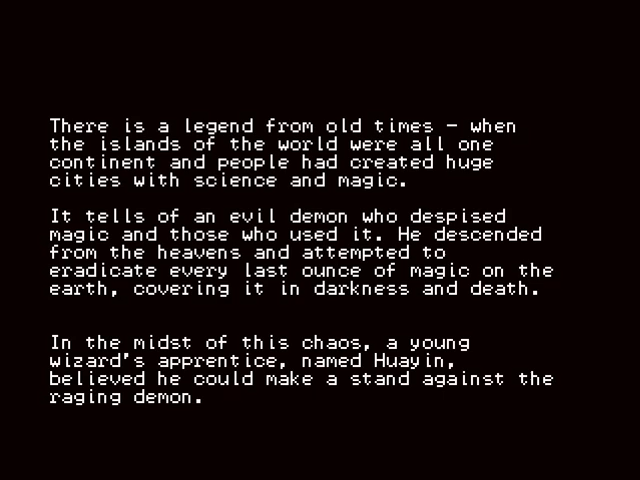 There is a legend from old times - when
the islands of the world were all one
continent and people had created huge
cities with science and magic.
It tells of an evil demon who despised
magic and those who used it. He descended
from the heavens and attempted to
eradicate every last ounce of magic on the
earth, covering it in darkness and death.
In the midst of this chaos, a young
wizard's apprentice, named Huayin,
believed he could make a stand against the
raging demon.